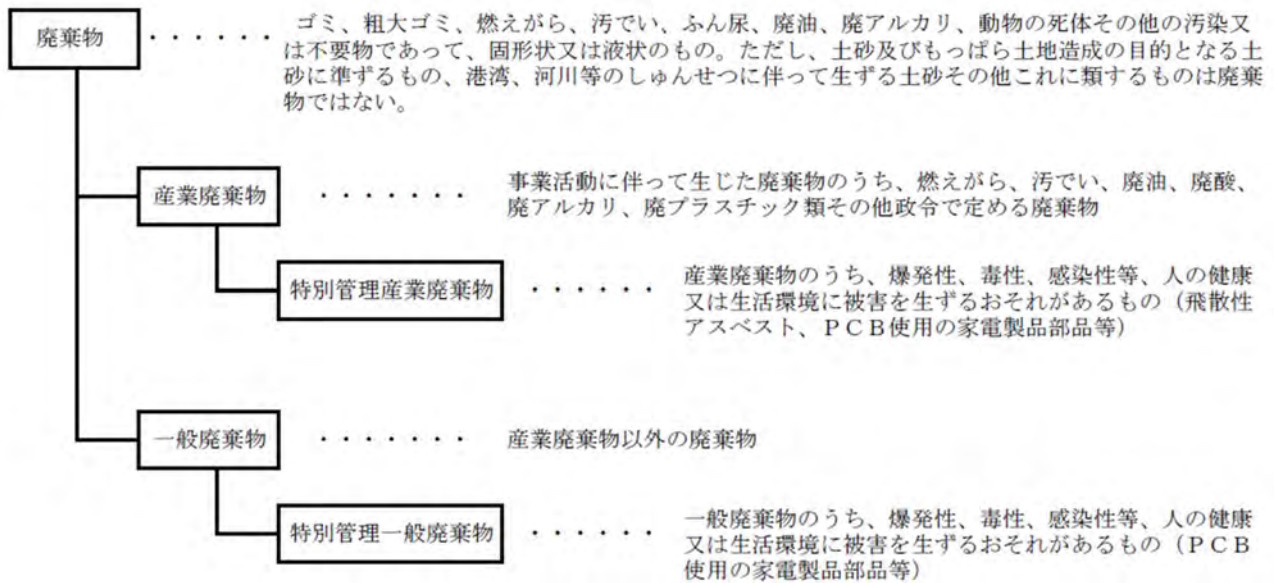 廃棄物
・・・・・・
ゴミ、粗大ゴミ、燃えがら、汚でい、ふん尿、廃油、廃アルカリ、動物の死体その他の汚染又
は不要物であって、固形状又は液状のもの。ただし、土砂及びもっぱら土地造成の目的となる土
砂に準ずるもの、港湾、河川等のしゅんせつに伴って生ずる土砂その他これに類するものは廃棄
物ではない。
産業廃棄物
・・・・・・・
事業活動に伴って生じた廃棄物のうち、燃えがら、汚でい、廃油、廃酸、
廃アルカリ、廃プラスチック類その他政令で定める廃棄物
特別管理産業廃棄物
・・・・・・
産業廃棄物のうち、爆発性、毒性、感染性等、人の健康
又は生活環境に被害を生ずるおそれがあるもの（飛散性
アスベスト、ＰＣＢ使用の家電製品部品等）
一般廃棄物
・・・・・・・
産業廃棄物以外の廃棄物
特別管理一般廃棄物
・・・・・・
一般廃棄物のうち、爆発性、毒性、感染性等、人の健康
又は生活環境に被害を生ずるおそれがあるもの（ＰＣＢ
使用の家電製品部品等）